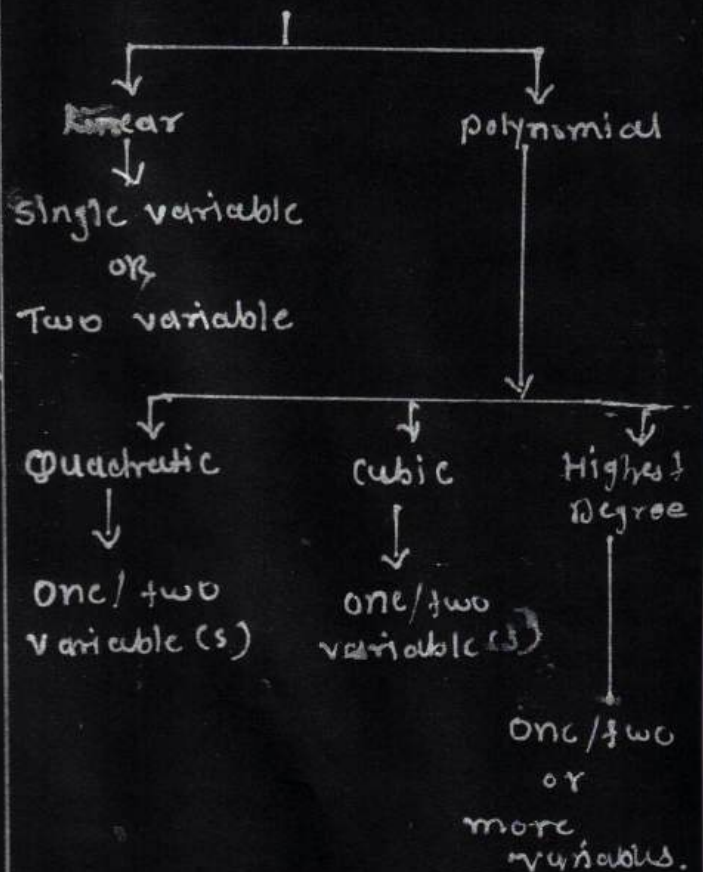 Linear
polynomial
single variable
OR
Two variable
Quadratic
cubic
Highest
Degree
one/two
variable(s)
one/two
variable(s)
one/two
or
more
variables.